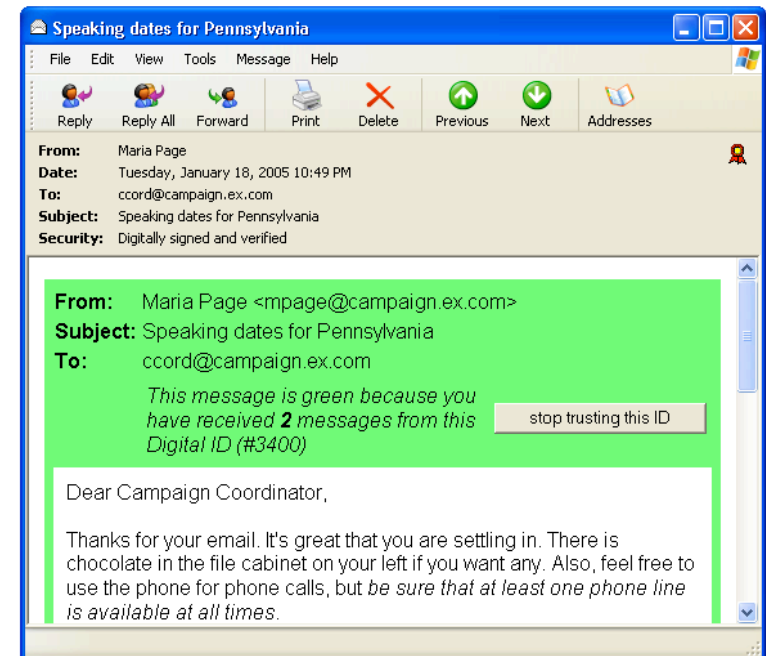 Speaking dates for Pennsylvania
File Edit View Tools Message Help
Reply Reply All Forward Print Delete Previous Next Addresses
From: Maria Page
Date: Tuesday, January 18, 2005 10:49 PM
To: ccord@campaign.ex.com
Subject: Speaking dates for Pennsylvania
Security: Digitally signed and verified
From: Maria Page <mpage@campaign.ex.com>
Subject: Speaking dates for Pennsylvania
To: ccord@campaign.ex.com
This message is green because you
have received 2 messages from this
Digital ID (#3400)
stop trusting this ID
Dear Campaign Coordinator,
Thanks for your email. It's great that you are settling in. There is
chocolate in the file cabinet on your left if you want any. Also, feel free to
use the phone for phone calls, but be sure that at least one phone line
is available at all times.